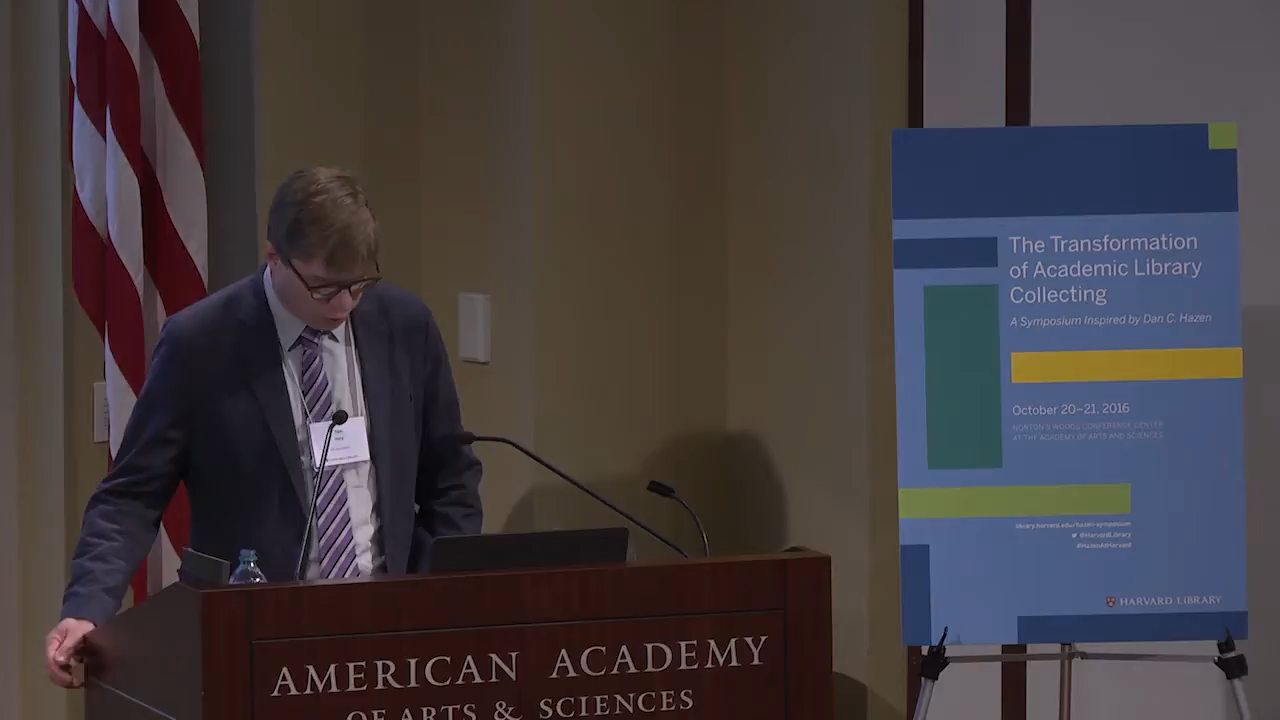 The Transformation
of Academic Library
Collecting
A Symposium Inspired by Dan C. Hazen
October 20–21, 2016
NORTON'S WOODS CONFERENCE CENTER
AT THE ACADEMY OF ARTS AND SCIENCES
library.harvard.edu/hazen-symposium
@HarvardLibrary
#HazenAtHarvard
HARVARD LIBRARY
AMERICAN ACADEMY
OF ARTS & SCIENCES